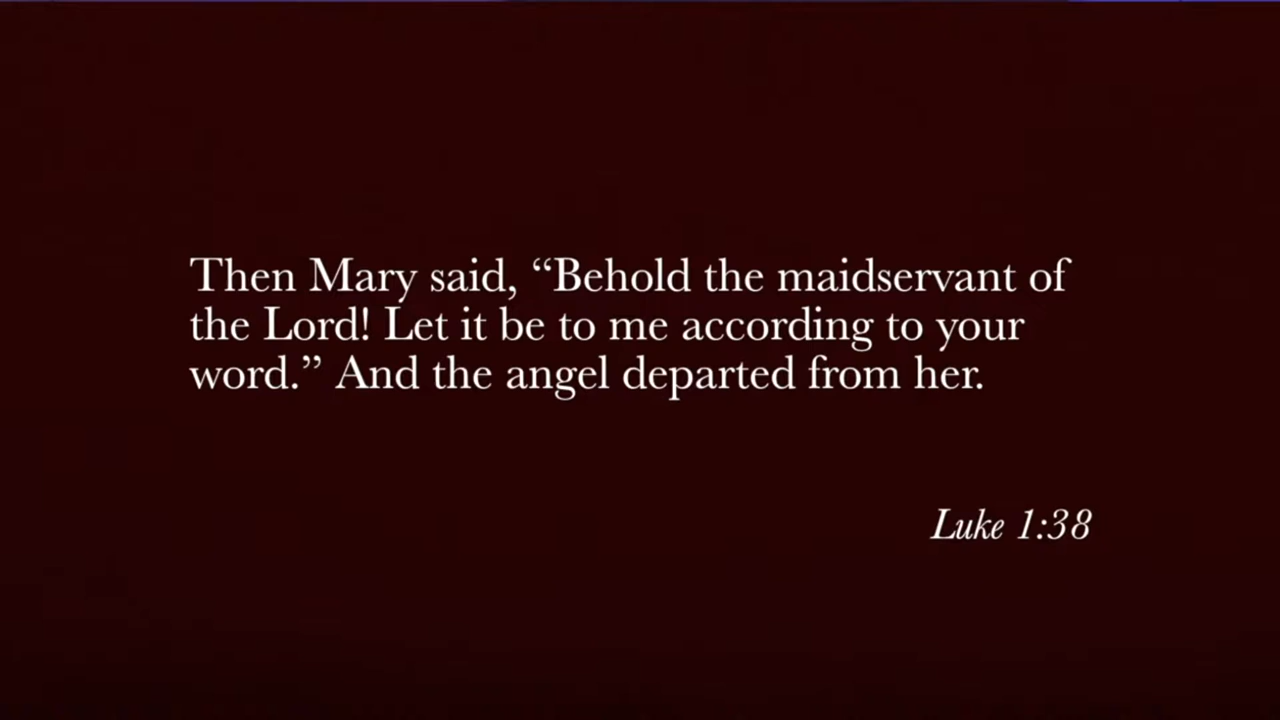 Then Mary said, “Behold the maidservant of
the Lord! Let it be to me according to your
word.” And the angel departed from her.
Luke 1:38